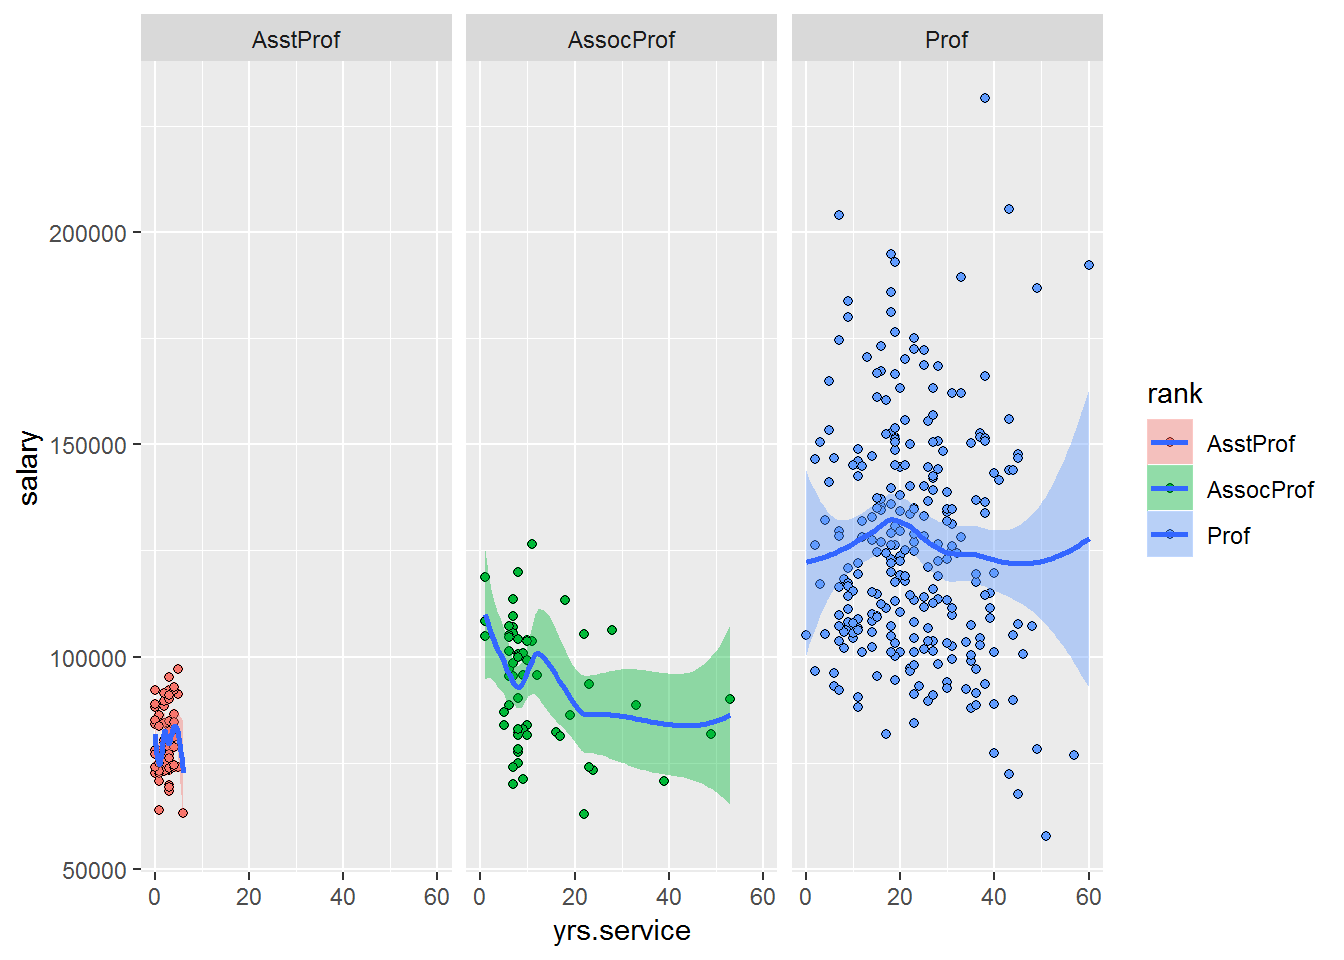 AsstProf
AssocProf
Prof
200000
150000
100000
50000
salary
0 20 40 60
0 20 40 60
0 20 40 60
yrs.service
rank
AsstProf
AssocProf
Prof